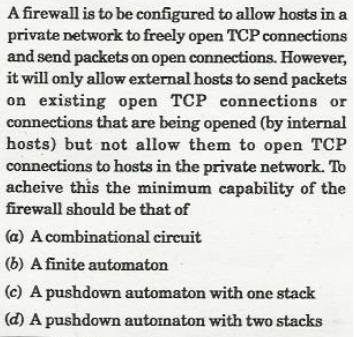 A firewall is to be configured to allow hosts in a
private network to freely open TCP connections
and send packets on open connections. However,
it will only allow external hosts to send packets
on existing open TCP connections or
connections that are being opened (by internal
hosts) but not allow them to open TCP
connections to hosts in the private network. To
acheive this the minimum capability of the
firewall should be that of
(a) A combinational circuit
(b) A finite automaton
(c) A pushdown automaton with one stack
(d) A pushdown automaton with two stacks